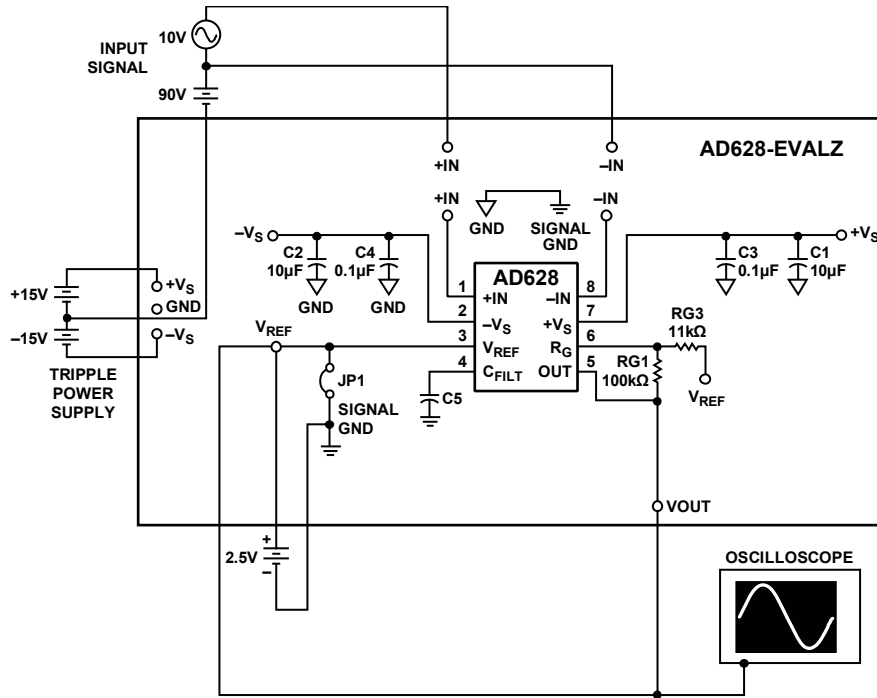 10V
INPUT
SIGNAL
90V
AD628-EVALZ
+IN
–IN
+IN
–IN
GND
SIGNAL
GND
–VS
C2
10µF
C4
0.1µF
GND
GND
C3
0.1µF
C1
10µF
+VS
AD628
1
+IN
–IN
8
2
–VS
+VS
7
3
VREF
RG
6
4
CFILT
OUT
5
+15V
–15V
+VS
GND
–VS
TRIPPLE
POWER
SUPPLY
VREF
JP1
SIGNAL
GND
C5
RG3
11kΩ
RG1
100kΩ
VREF
VOUT
+
2.5V
–
OSCILLOSCOPE